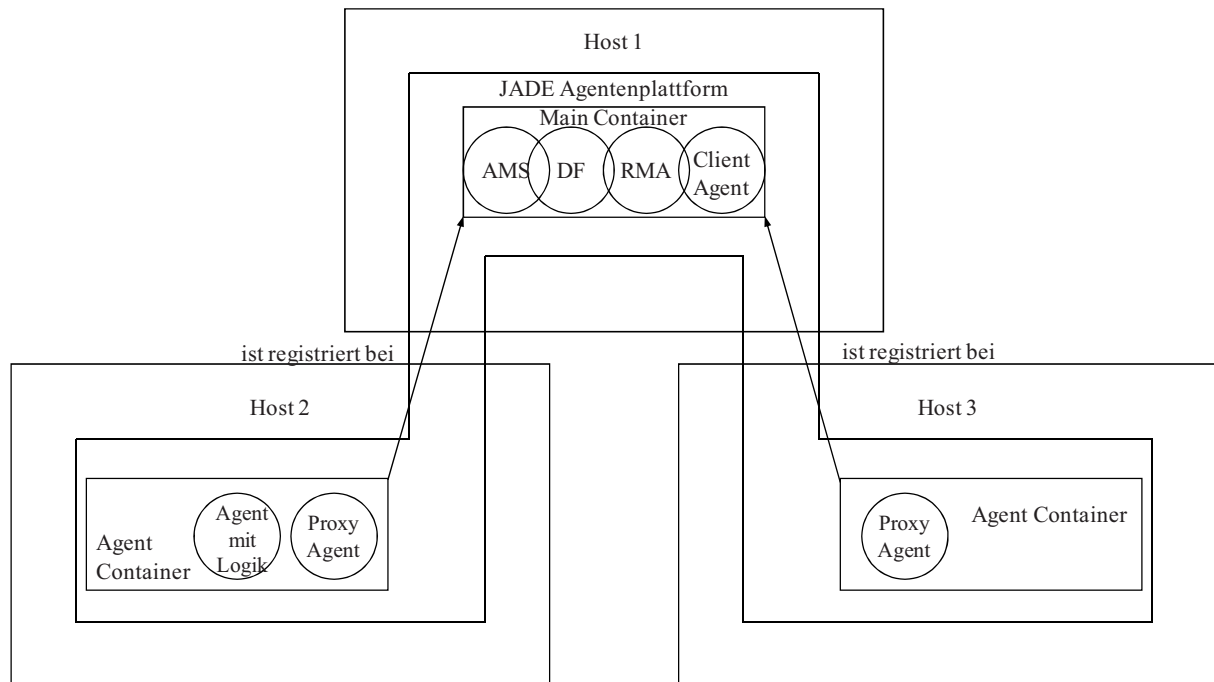 Host 1
JADE Agentenplattform
Main Container
AMS
DF
RMA
Client
Agent
ist registriert bei
ist registriert bei
Host 2
Host 3
Agent
Container
Agent
mit
Logik
Proxy
Agent
Proxy
Agent
Agent Container